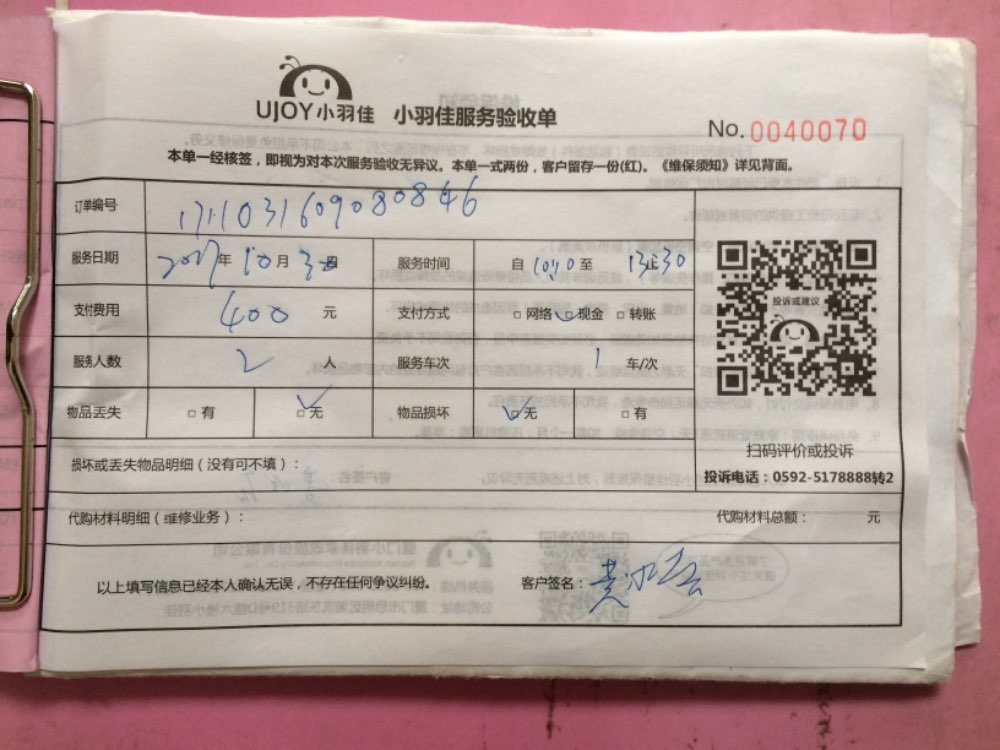 UJOY小羽佳 小羽佳服务验收单
No. 0040070
本单一经核签，即视为对本次服务验收无异议。本单一式两份，客户留存一份(红)。《维保须知》详见背面。
订单编号 1711031609080846
服务日期 2017年10月30日 服务时间 自10:10至13:30止
支付费用 400 元 支付方式 □网络 □现金 □转账
投诉或建议
服务人数 2 人 服务车次 1 车/次
物品丢失 □有 □无 物品损坏 □无 □有
扫码评价或投诉
损坏或丢失物品明细（没有可不填）：
投诉电话：0592-5178888转2
代购材料明细（维修业务）： 代购材料总额： 元
以上填写信息已经本人确认无误，不存在任何争议纠纷。 客户签名：